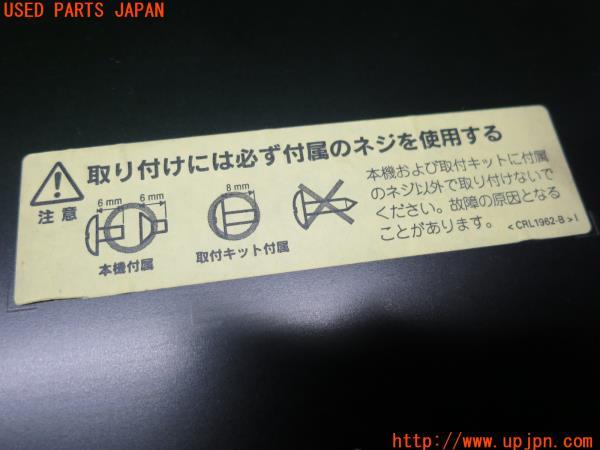 USED PARTS JAPAN
取り付けには必ず付属のネジを使用する
注意
6 mm 6 mm
8 mm
本機付属
取付キット付属
本機および取付キットに付属
のネジ以外で取り付けないで
ください。故障の原因となる
ことがあります。 <CRL1962-B>I
http://www.upjpn.com/